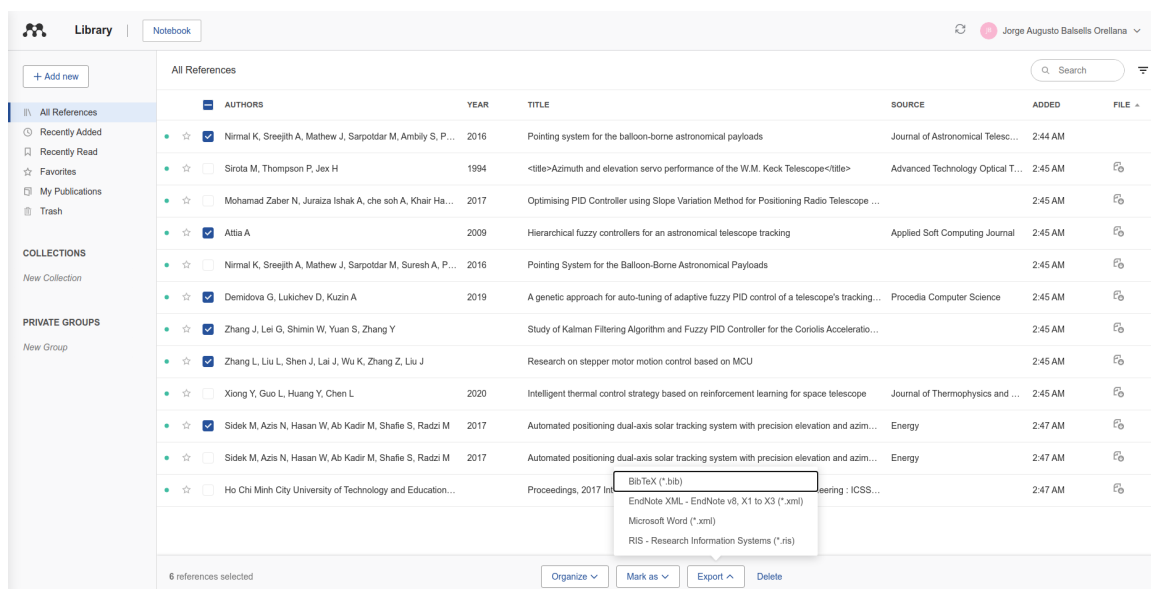 Library
Notebook
Jorge Augusto Balsells Orellana
+ Add new
All References
Recently Added
Recently Read
Favorites
My Publications
Trash
COLLECTIONS
New Collection
PRIVATE GROUPS
New Group
All References
Search
AUTHORS YEAR TITLE SOURCE ADDED FILE
Nirmal K, Sreejith A, Mathew J, Sarpotdar M, Ambily S, P... 2016 Pointing system for the balloon-borne astronomical payloads Journal of Astronomical Telesc... 2:44 AM
Sirota M, Thompson P, Jex H 1994 <title>Azimuth and elevation servo performance of the W.M. Keck Telescope</title> Advanced Technology Optical T... 2:45 AM
Mohamad Zaber N, Juraiza Ishak A, che soh A, Khair Ha... 2017 Optimising PID Controller using Slope Variation Method for Positioning Radio Telescope ... 2:45 AM
Attia A 2009 Hierarchical fuzzy controllers for an astronomical telescope tracking Applied Soft Computing Journal 2:45 AM
Nirmal K, Sreejith A, Mathew J, Sarpotdar M, Suresh A, P... 2016 Pointing System for the Balloon-Borne Astronomical Payloads 2:45 AM
Demidova G, Lukichev D, Kuzin A 2019 A genetic approach for auto-tuning of adaptive fuzzy PID control of a telescope's tracking... Procedia Computer Science 2:45 AM
Zhang J, Lei G, Shimin W, Yuan S, Zhang Y Study of Kalman Filtering Algorithm and Fuzzy PID Controller for the Coriolis Acceleratio... 2:45 AM
Zhang L, Liu L, Shen J, Lai J, Wu K, Zhang Z, Liu J Research on stepper motor motion control based on MCU 2:45 AM
Xiong Y, Guo L, Huang Y, Chen L 2020 Intelligent thermal control strategy based on reinforcement learning for space telescope Journal of Thermophysics and ... 2:45 AM
Sidek M, Azis N, Hasan W, Ab Kadir M, Shafie S, Radzi M 2017 Automated positioning dual-axis solar tracking system with precision elevation and azim... Energy 2:47 AM
Sidek M, Azis N, Hasan W, Ab Kadir M, Shafie S, Radzi M 2017 Automated positioning dual-axis solar tracking system with precision elevation and azim... Energy 2:47 AM
Ho Chi Minh City University of Technology and Education... Proceedings, 2017 Int eering : ICSS... 2:47 AM
BibTeX (*.bib)
EndNote XML - EndNote v8, X1 to X3 (*.xml)
Microsoft Word (*.xml)
RIS - Research Information Systems (*.ris)
6 references selected
Organize
Mark as
Export
Delete